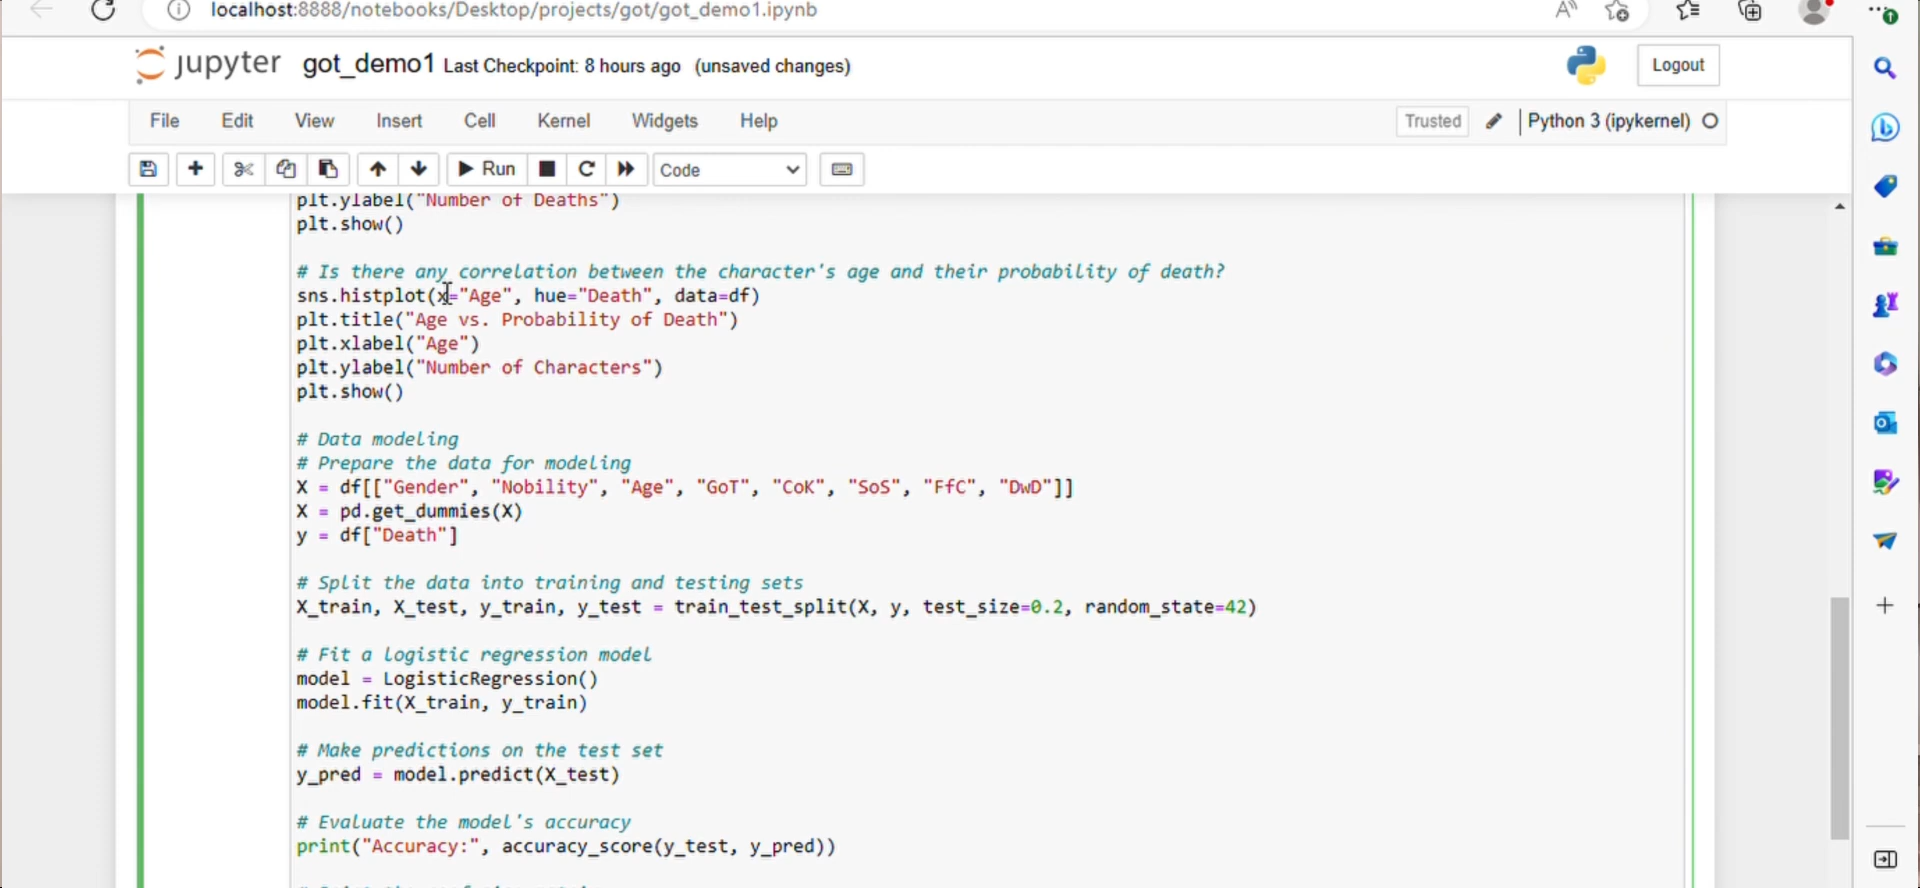 localhost:8888/notebooks/Desktop/projects/got/got_demo1.ipynb
jupyter got_demo1 Last Checkpoint: 8 hours ago (unsaved changes)
Logout
File Edit View Insert Cell Kernel Widgets Help
Trusted Python 3 (ipykernel)
Run Code
plt.ylabel("Number of Deaths")
plt.show()
# Is there any correlation between the character's age and their probability of death?
sns.histplot(x="Age", hue="Death", data=df)
plt.title("Age vs. Probability of Death")
plt.xlabel("Age")
plt.ylabel("Number of Characters")
plt.show()
# Data modeling
# Prepare the data for modeling
X = df[["Gender", "Nobility", "Age", "GoT", "CoK", "SoS", "FfC", "DwD"]]
X = pd.get_dummies(X)
y = df["Death"]
# Split the data into training and testing sets
X_train, X_test, y_train, y_test = train_test_split(X, y, test_size=0.2, random_state=42)
# Fit a logistic regression model
model = LogisticRegression()
model.fit(X_train, y_train)
# Make predictions on the test set
y_pred = model.predict(X_test)
# Evaluate the model's accuracy
print("Accuracy:", accuracy_score(y_test, y_pred))